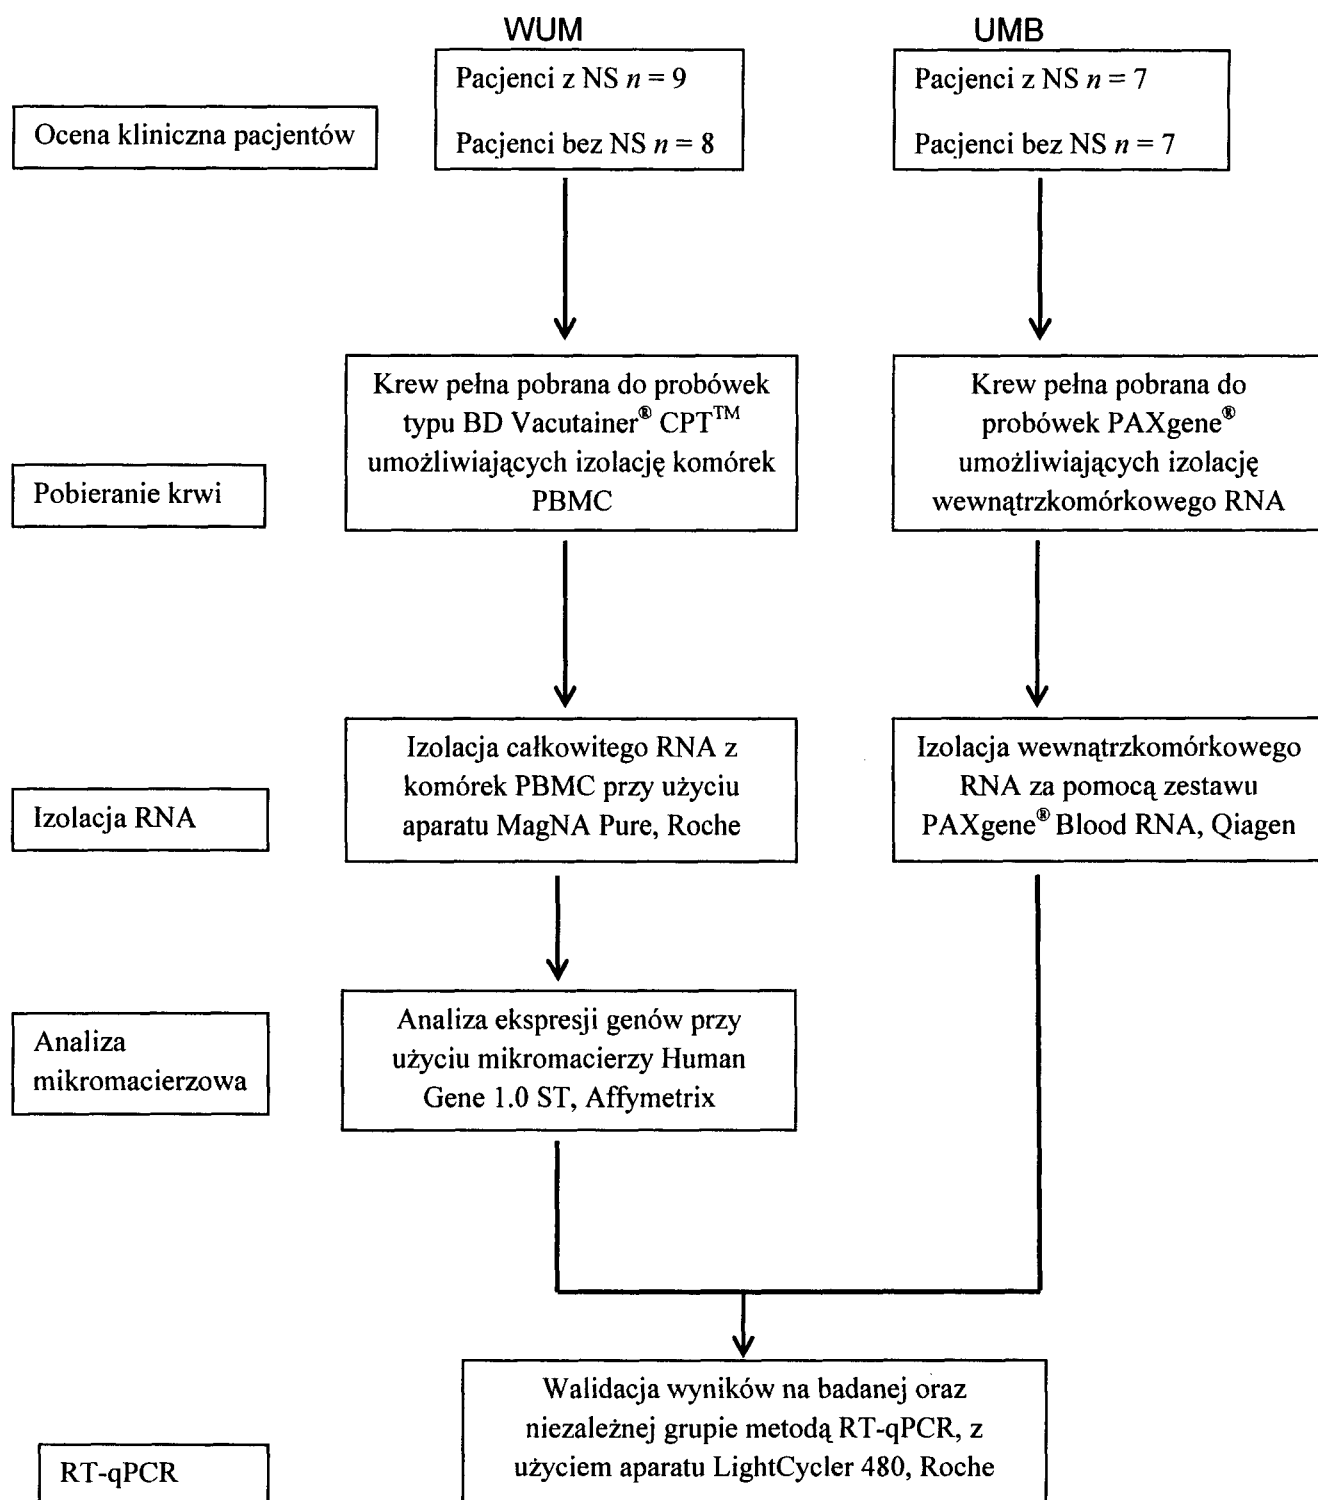 WUM
UMB
Ocena kliniczna pacjentów
Pacjenci z NS n = 9
Pacjenci bez NS n = 8
Pacjenci z NS n = 7
Pacjenci bez NS n = 7
Pobieranie krwi
Krew pełna pobrana do probówek
typu BD Vacutainer® CPT™
umożliwiających izolację komórek
PBMC
Krew pełna pobrana do
probówek PAXgene®
umożliwiających izolację
wewnątrzkomórkowego RNA
Izolacja RNA
Izolacja całkowitego RNA z
komórek PBMC przy użyciu
aparatu MagNA Pure, Roche
Izolacja wewnątrzkomórkowego
RNA za pomocą zestawu
PAXgene® Blood RNA, Qiagen
Analiza
mikromacierzowa
Analiza ekspresji genów przy
użyciu mikromacierzy Human
Gene 1.0 ST, Affymetrix
RT-qPCR
Walidacja wyników na badanej oraz
niezależnej grupie metodą RT-qPCR, z
użyciem aparatu LightCycler 480, Roche